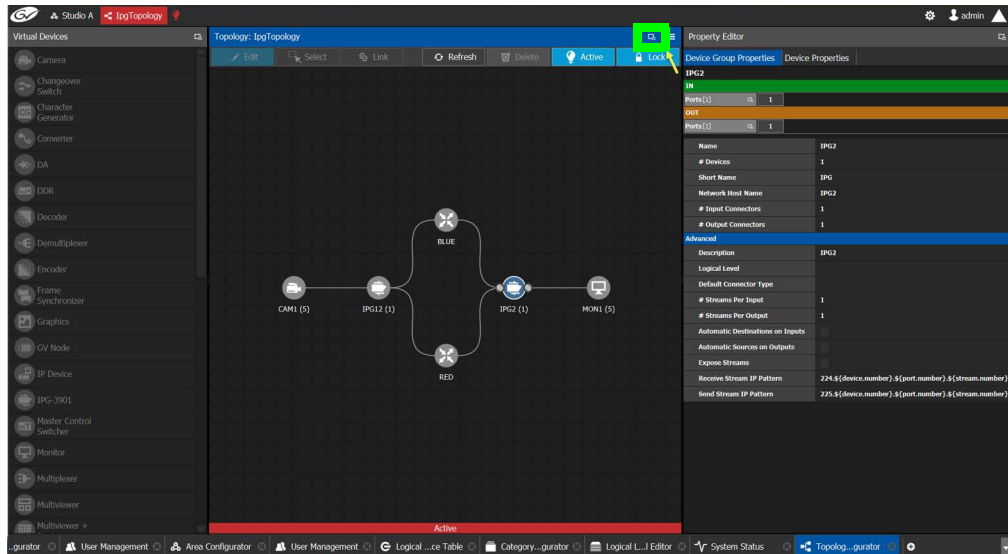 GV Studio A IpgTopology admin
Virtual Devices
Camera
Changeover
Switch
Character
Generator
Converter
DA
DDR
Decoder
Demultiplexer
Encoder
Frame
Synchronizer
Graphics
GV Node
IP Device
IPG-3901
Master Control
Switcher
Monitor
Multiplexer
Multiviewer
Multiviewer +
Topology: IpgTopology
Edit Select Link Refresh Delete Active Lock
BLUE
CAM1 (5) IPG12 (1) IPG2 (1) MON1 (5)
RED
Active
Property Editor
Device Group Properties Device Properties
IPG2
IN
Ports[1] 1
OUT
Ports[1] 1
Name IPG2
# Devices 1
Short Name IPG
Network Host Name IPG2
# Input Connectors 1
# Output Connectors 1
Advanced
Description IPG2
Logical Level
Default Connector Type
# Streams Per Input 1
# Streams Per Output 1
Automatic Destinations on Inputs
Automatic Sources on Outputs
Expose Streams
Receive Stream IP Pattern 224.${device.number}.${port.number}.${stream.number}
Send Stream IP Pattern 225.${device.number}.${port.number}.${stream.number}
...gurator User Management Area Configurator User Management Logical ...ce Table Category...gurator Logical L...l Editor System Status Topolog...gurator